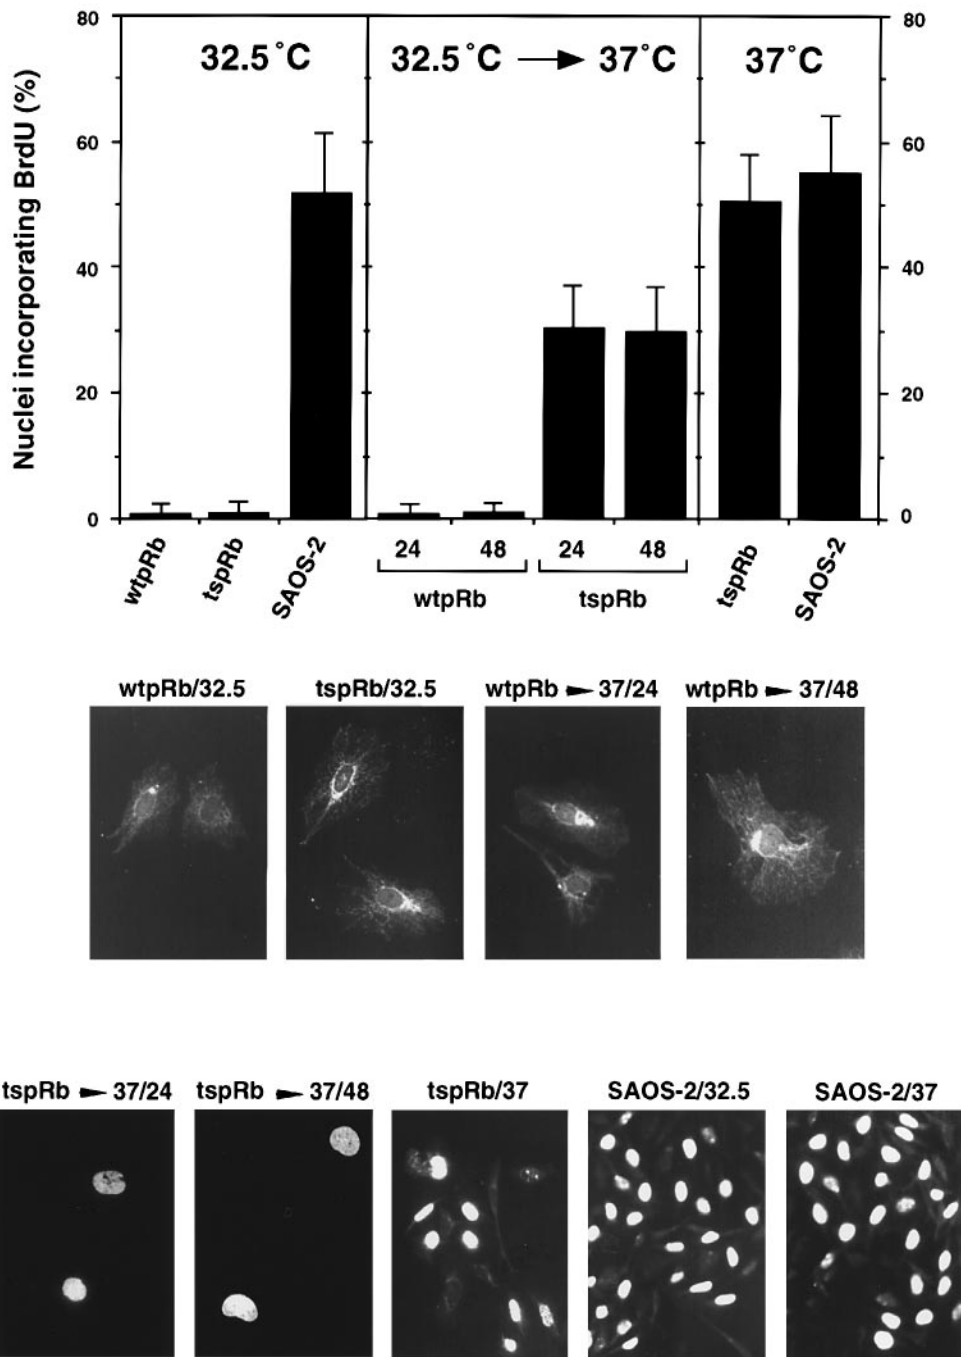 80
80
32.5˚C
32.5˚C → 37˚C
37˚C
60
60
40
40
20
20
0
0
Nuclei incorporating BrdU (%)
wtpRb
tspRb
SAOS-2
24
48
24
48
wtpRb
tspRb
tspRb
SAOS-2
wtpRb/32.5
tspRb/32.5
wtpRb ► 37/24
wtpRb ► 37/48
tspRb ► 37/24
tspRb ► 37/48
tspRb/37
SAOS-2/32.5
SAOS-2/37